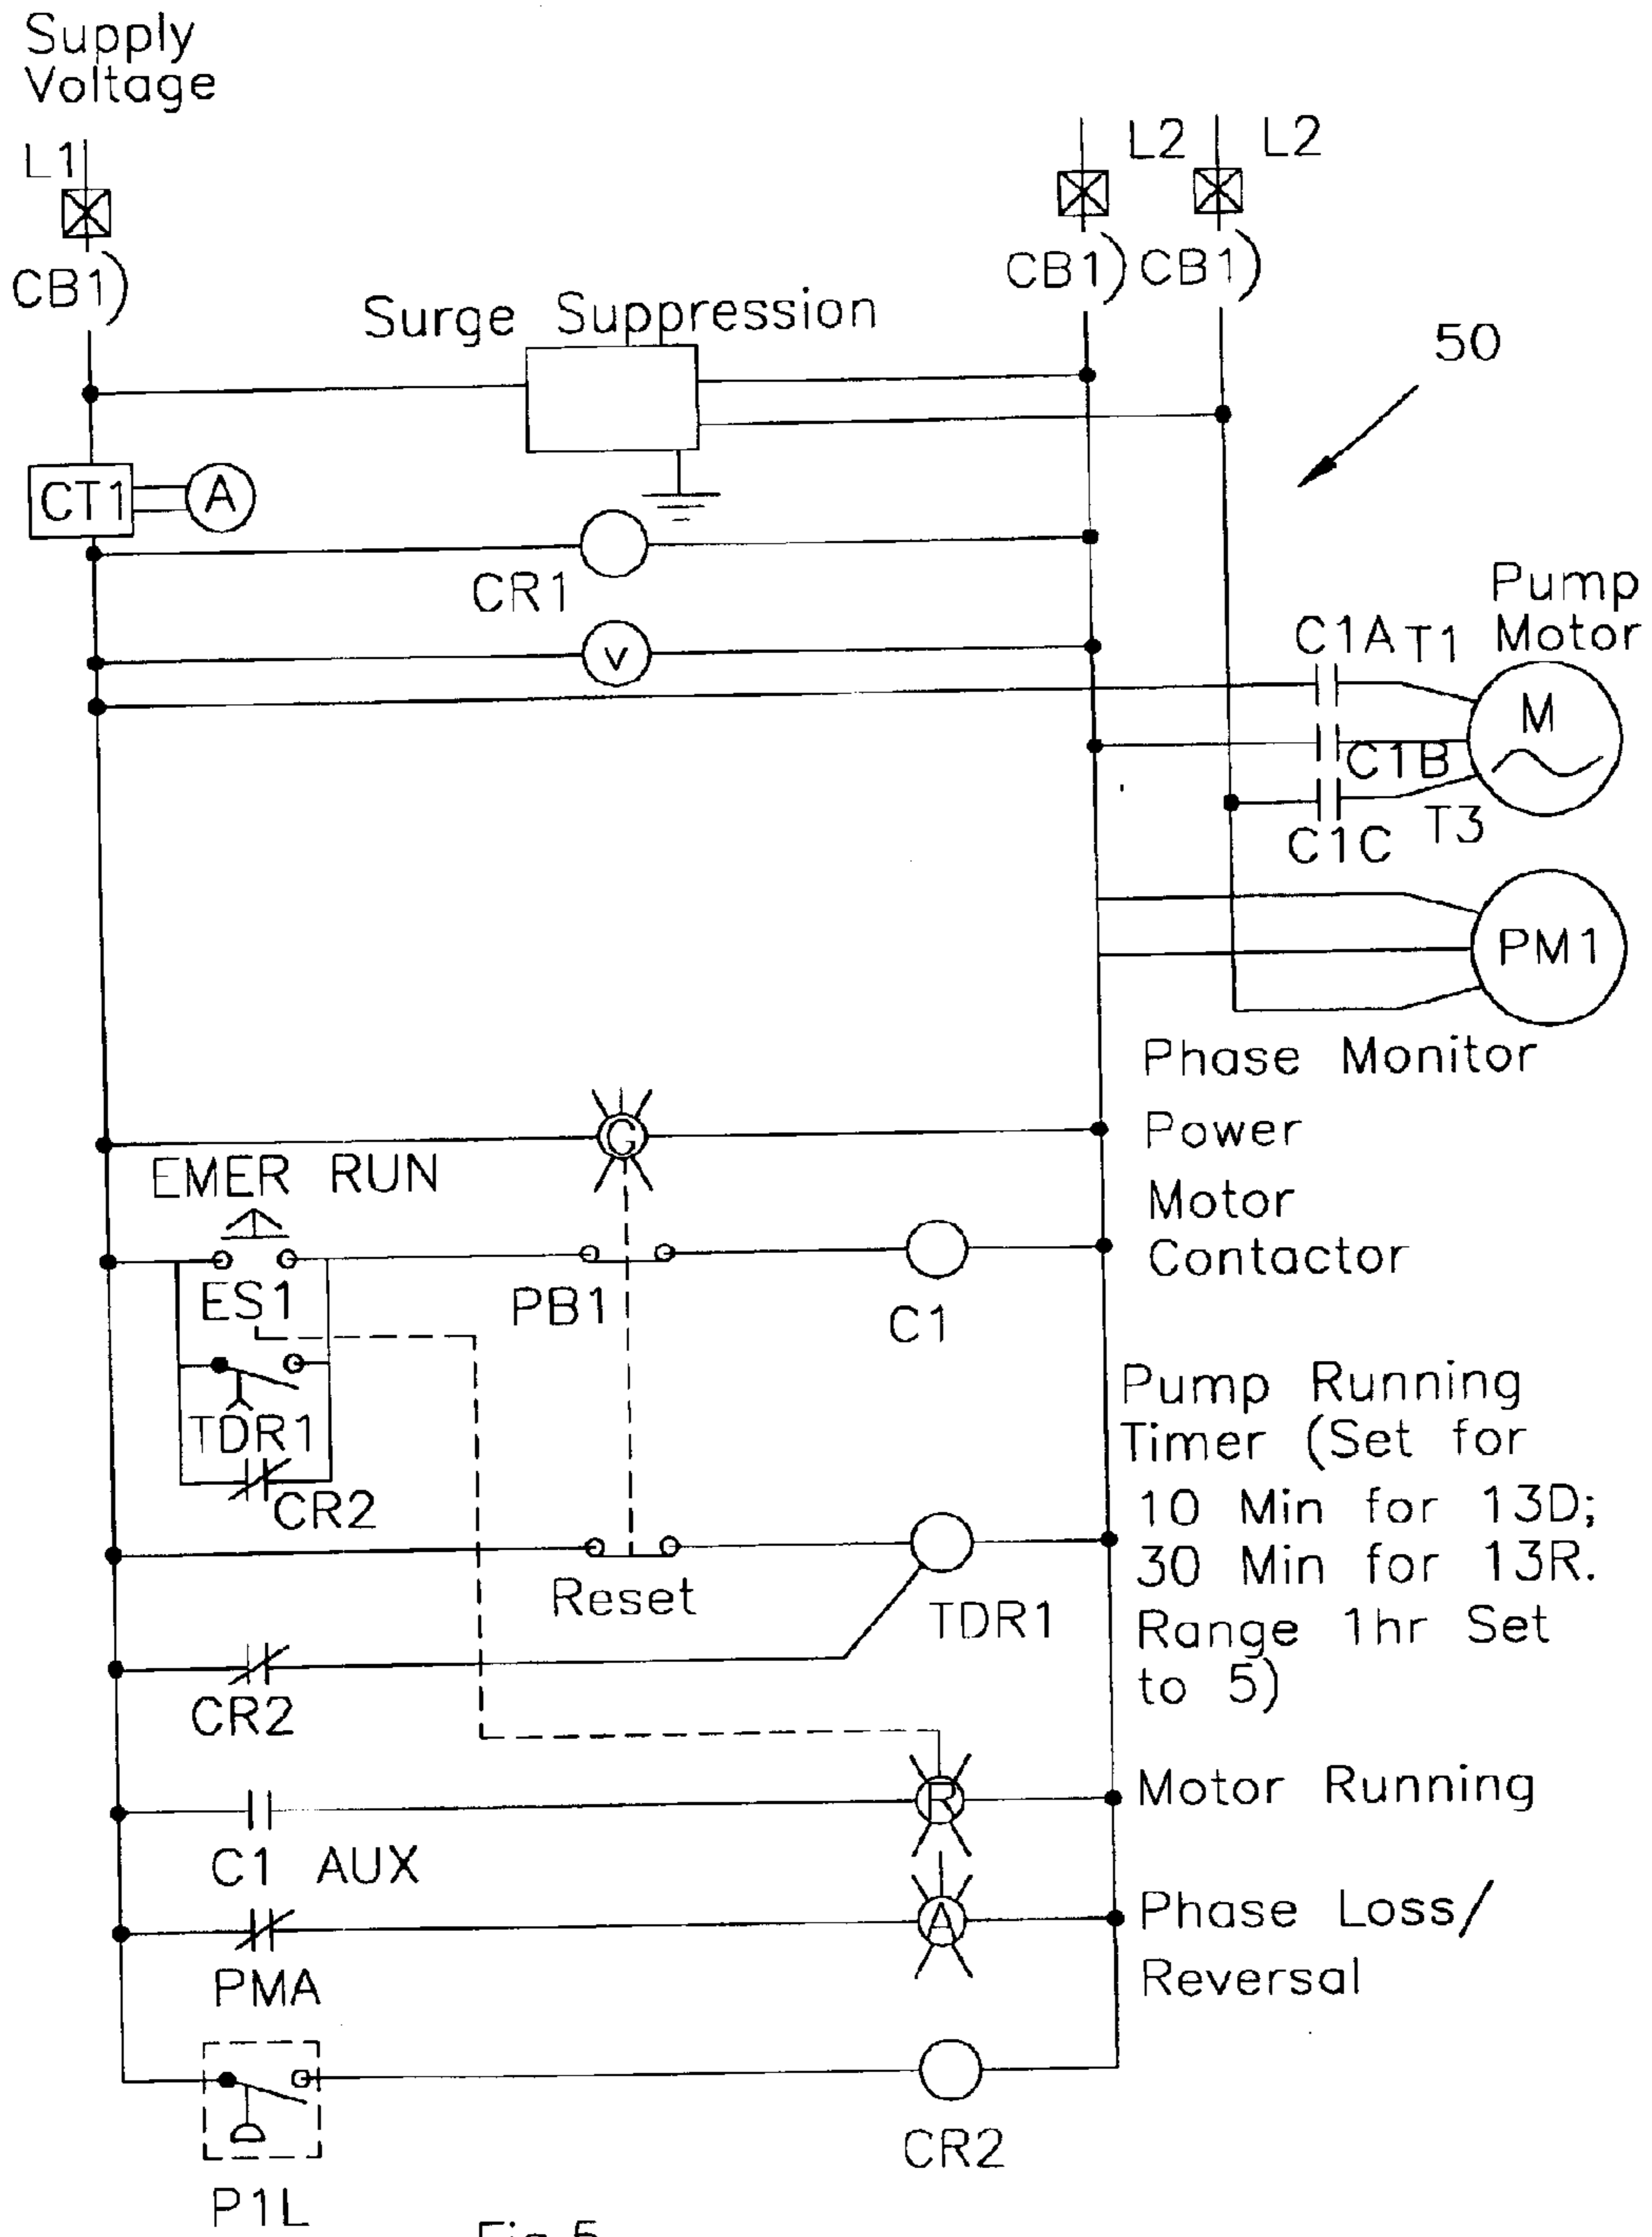 Supply
Voltage
L1
L2
L2
CB1)
CB1)
CB1)
Surge Suppression
50
CT1
A
CR1
V
Pump
Motor
C1A
T1
M
C1B
C1C
T3
PM1
Phase Monitor
G
Power
EMER RUN
Motor
Contactor
ES1
PB1
C1
TDR1
CR2
Pump Running
Timer (Set for
10 Min for 13D;
30 Min for 13R.
Range 1hr Set
to 5)
Reset
TDR1
CR2
R
Motor Running
C1 AUX
A
Phase Loss/
Reversal
PMA
CR2
P1L
Fig.5